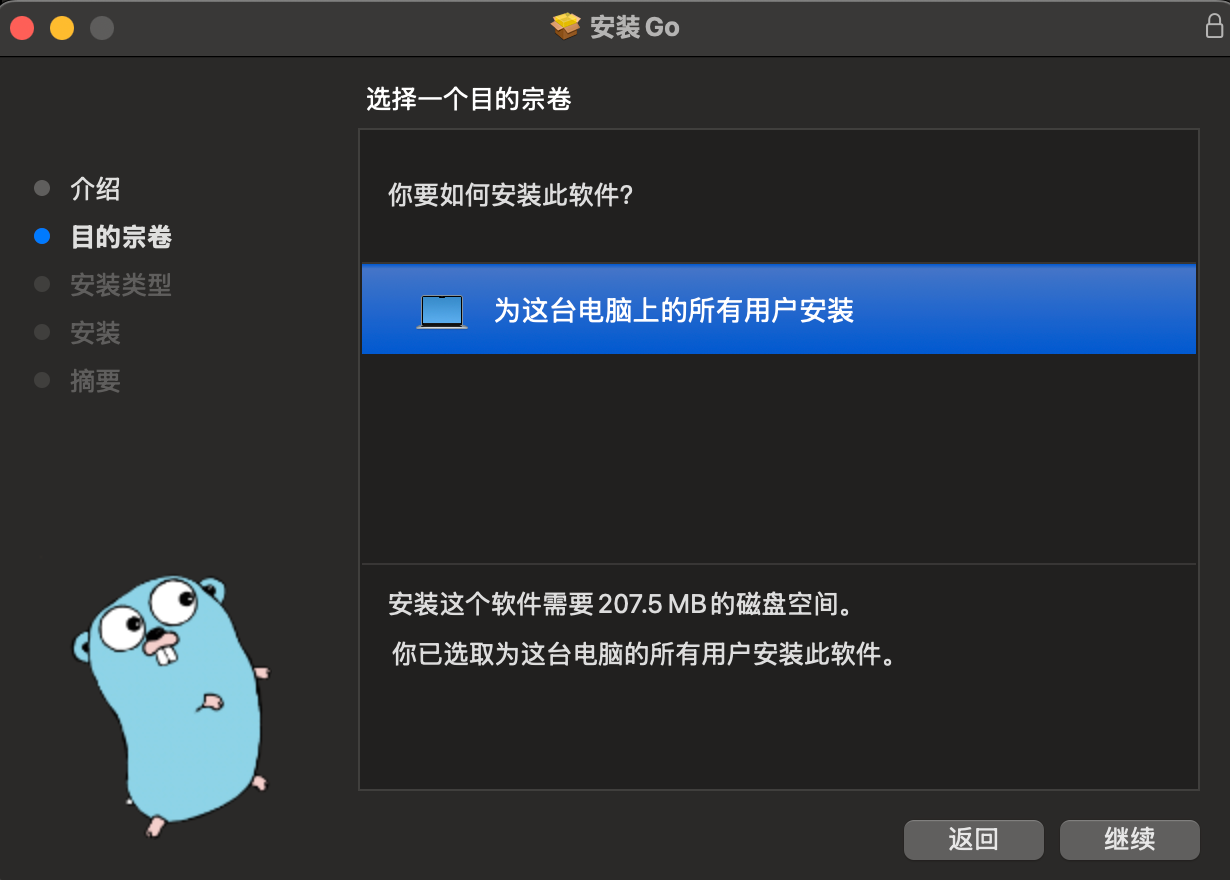 安装 Go
选择一个目的宗卷
介绍
目的宗卷
安装类型
安装
摘要
你要如何安装此软件?
为这台电脑上的所有用户安装
安装这个软件需要 207.5 MB 的磁盘空间。
你已选取为这台电脑的所有用户安装此软件。
返回
继续